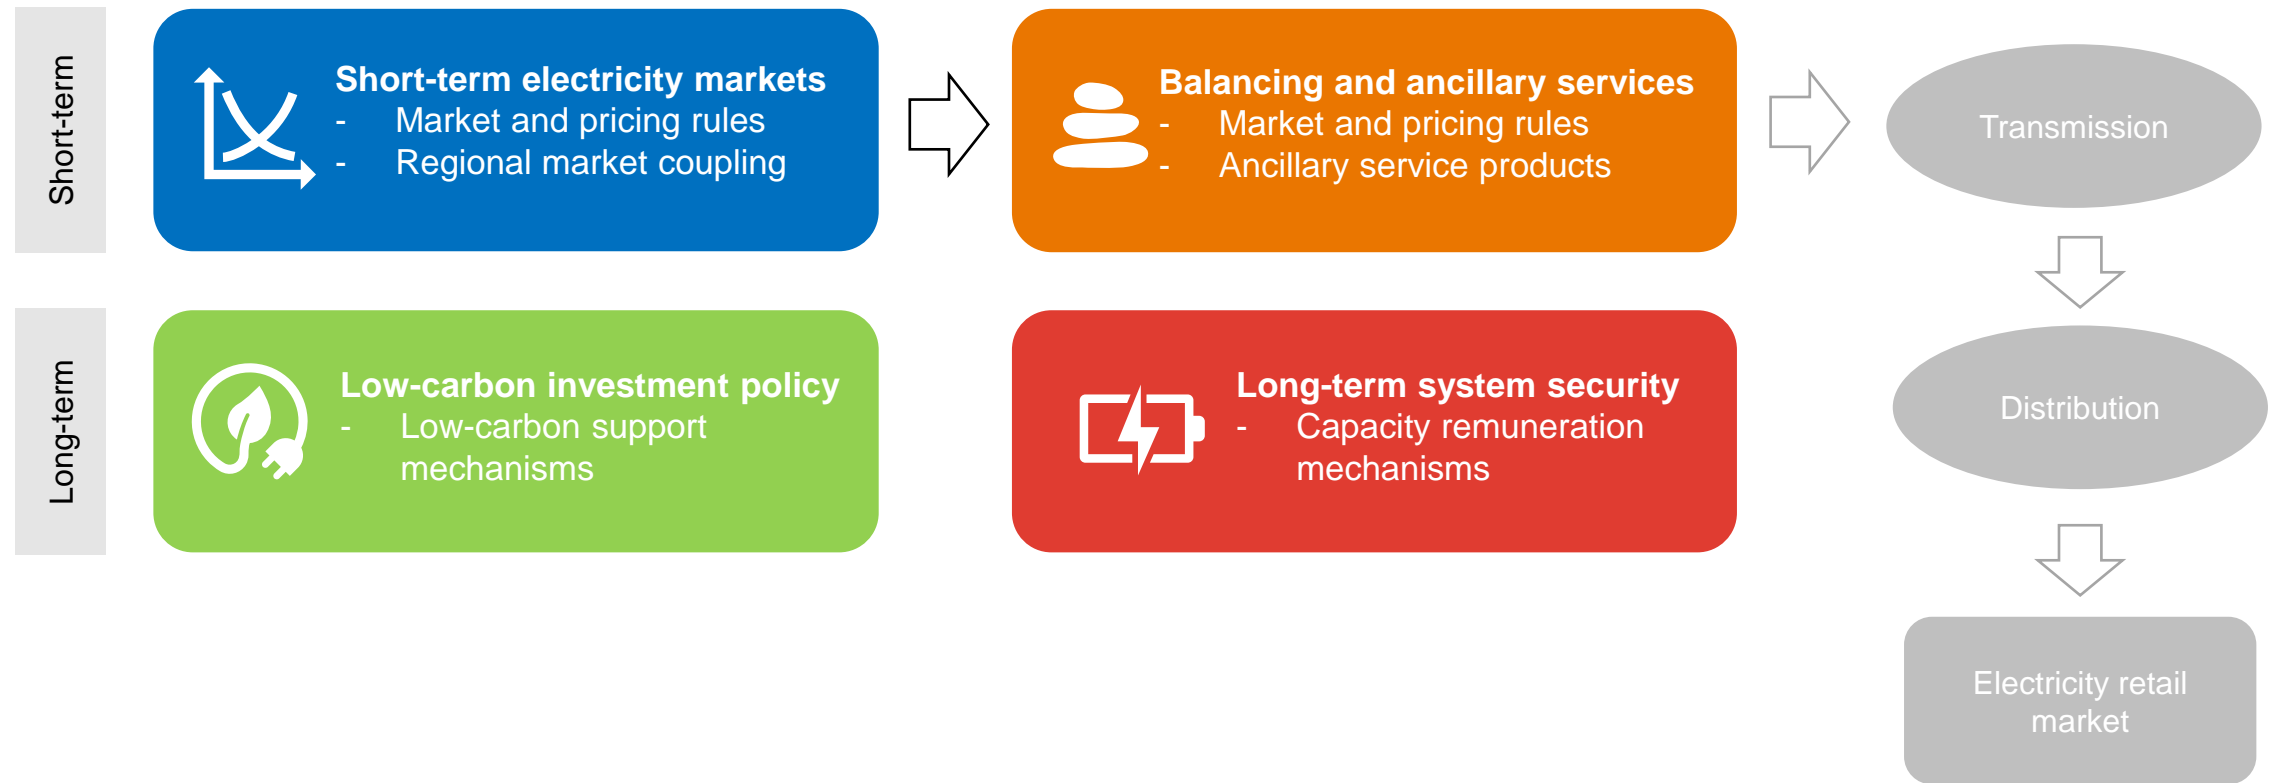 Short-term
Short-term electricity markets
- Market and pricing rules
- Regional market coupling
Balancing and ancillary services
- Market and pricing rules
- Ancillary service products
Transmission
Long-term
Low-carbon investment policy
- Low-carbon support
mechanisms
Long-term system security
- Capacity remuneration
mechanisms
Distribution
Electricity retail
market